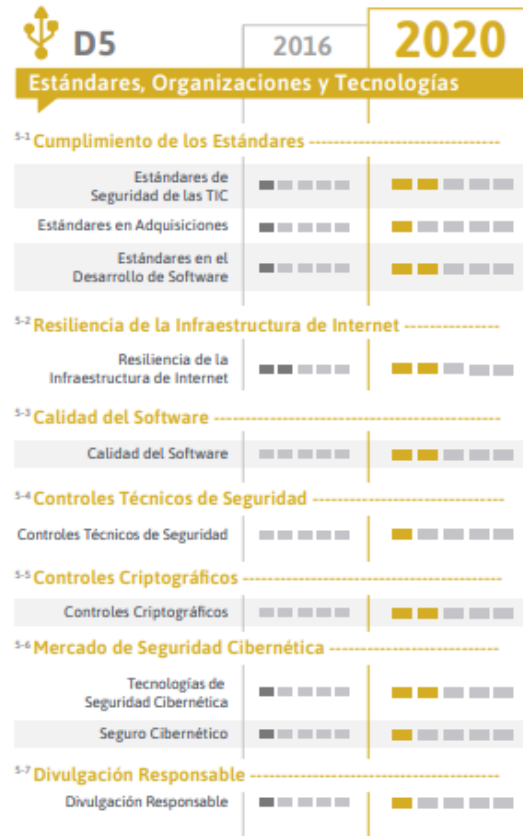 D5
2016
2020
Estándares, Organizaciones y Tecnologías
5-1 Cumplimiento de los Estándares
Estándares de
Seguridad de las TIC
Estándares en Adquisiciones
Estándares en el
Desarrollo de Software
5-2 Resiliencia de la Infraestructura de Internet
Resiliencia de la
Infraestructura de Internet
5-3 Calidad del Software
Calidad del Software
5-4 Controles Técnicos de Seguridad
Controles Técnicos de Seguridad
5-5 Controles Criptográficos
Controles Criptográficos
5-6 Mercado de Seguridad Cibernética
Tecnologías de
Seguridad Cibernética
Seguro Cibernético
5-7 Divulgación Responsable
Divulgación Responsable